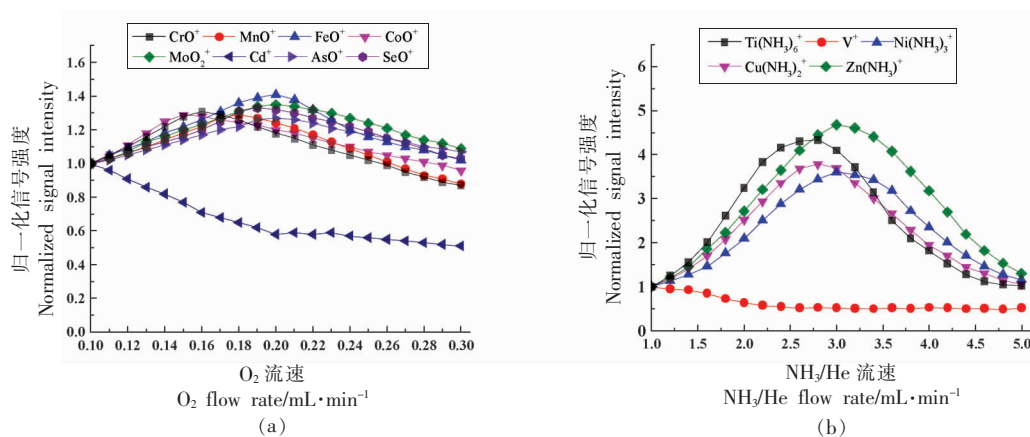 CrO⁺ MnO⁺ FeO⁺ CoO⁺
MoO₂⁺ Cd⁺ AsO⁺ SeO⁺
归一化信号强度
Normalized signal intensity
2.0
1.8
1.6
1.4
1.2
1.0
0.8
0.6
0.4
0.2
0.0
0.10 0.12 0.14 0.16 0.18 0.20 0.22 0.24 0.26 0.28 0.30
O₂ 流速
O₂ flow rate/mL·min⁻¹
(a)
Ti(NH₃)₆⁺ V⁺ Ni(NH₃)₃⁺
Cu(NH₃)₂⁺ Zn(NH₃)⁺
归一化信号强度
Normalized signal intensity
7
6
5
4
3
2
1
0
1.0 1.5 2.0 2.5 3.0 3.5 4.0 4.5 5.0
NH₃/He 流速
NH₃/He flow rate/mL·min⁻¹
(b)